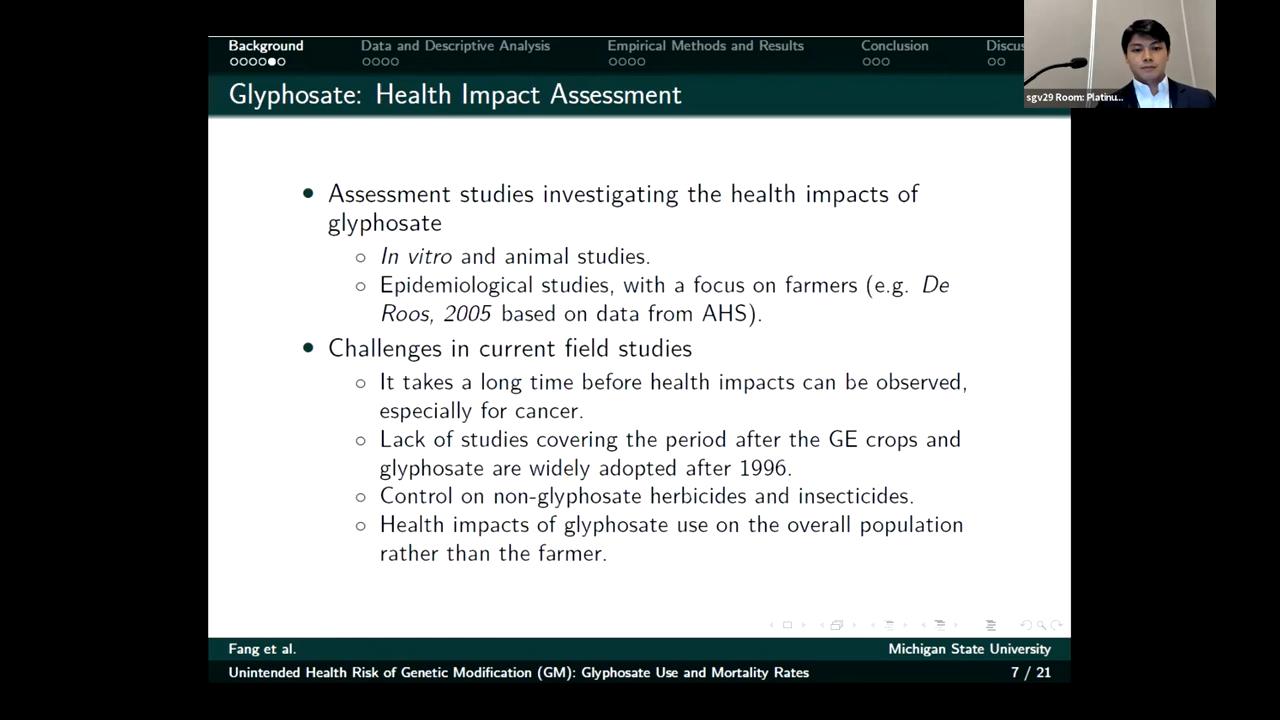 Background Data and Descriptive Analysis Empirical Methods and Results Conclusion
sgv29 Room: Platinu...
Glyphosate: Health Impact Assessment
• Assessment studies investigating the health impacts of
glyphosate
○ In vitro and animal studies.
○ Epidemiological studies, with a focus on farmers (e.g. De
Roos, 2005 based on data from AHS).
• Challenges in current field studies
○ It takes a long time before health impacts can be observed,
especially for cancer.
○ Lack of studies covering the period after the GE crops and
glyphosate are widely adopted after 1996.
○ Control on non-glyphosate herbicides and insecticides.
○ Health impacts of glyphosate use on the overall population
rather than the farmer.
Fang et al. Michigan State University
Unintended Health Risk of Genetic Modification (GM): Glyphosate Use and Mortality Rates 7 / 21